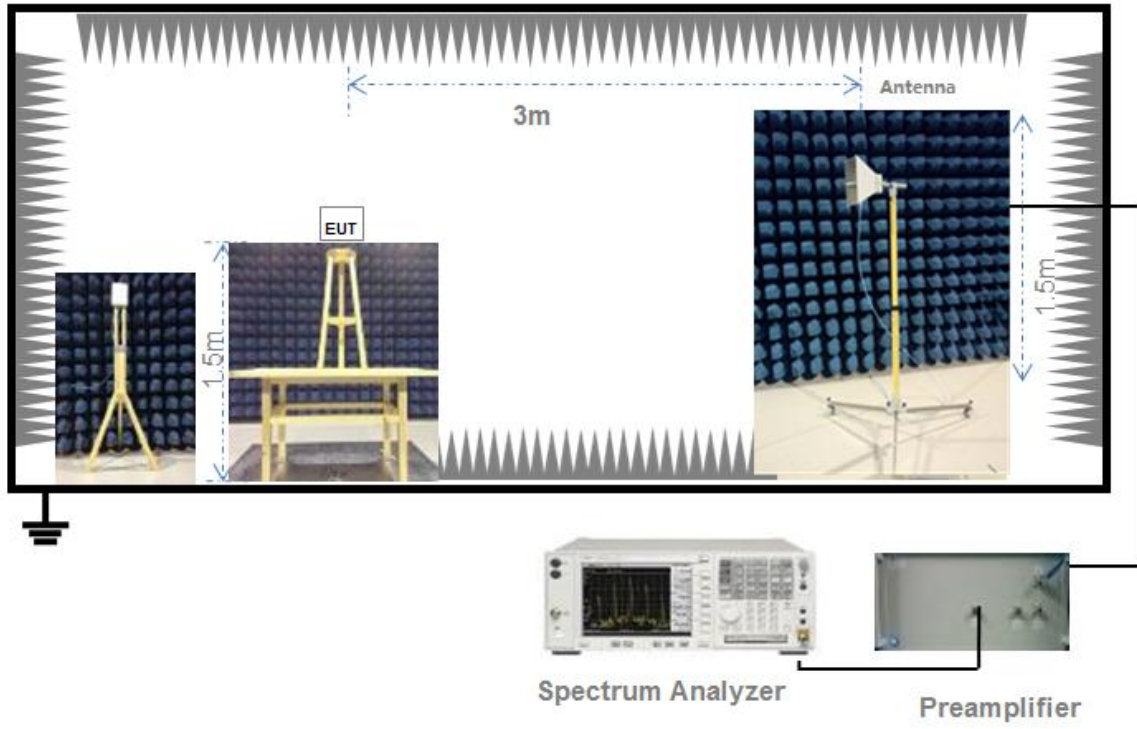 Antenna
3m
EUT
1.5m
1.5m
Spectrum Analyzer
Preamplifier